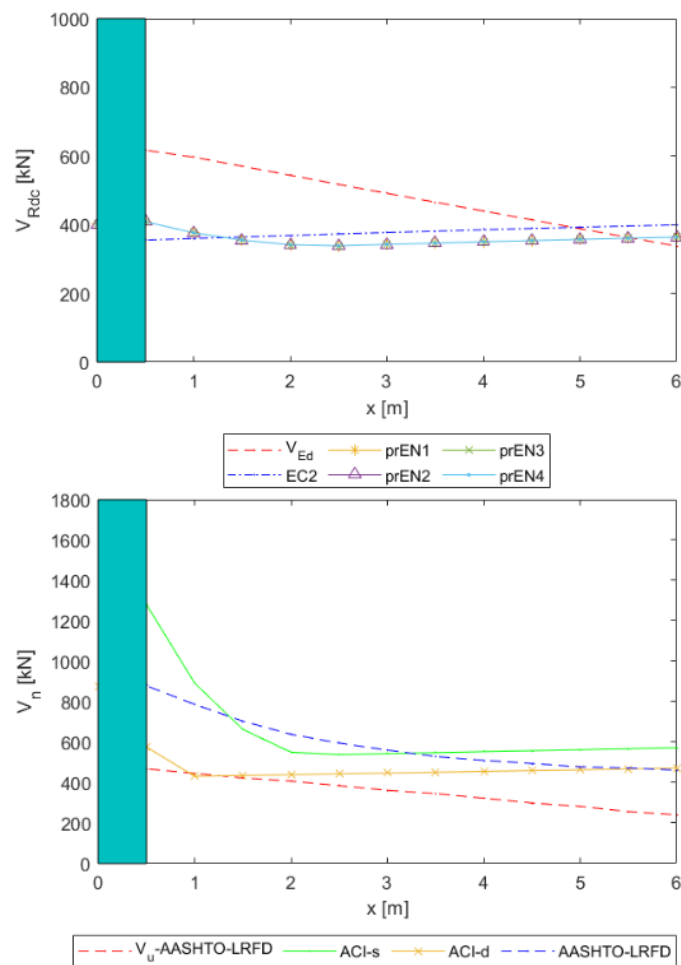 1000
800
600
400
200
0
V_Rdc [kN]
0 1 2 3 4 5 6
x [m]
V_Ed prEN1 prEN3
EC2 prEN2 prEN4
1800
1600
1400
1200
1000
800
600
400
200
0
V_n [kN]
0 1 2 3 4 5 6
x [m]
V_u-AASHTO-LRFD ACI-s ACI-d AASHTO-LRFD